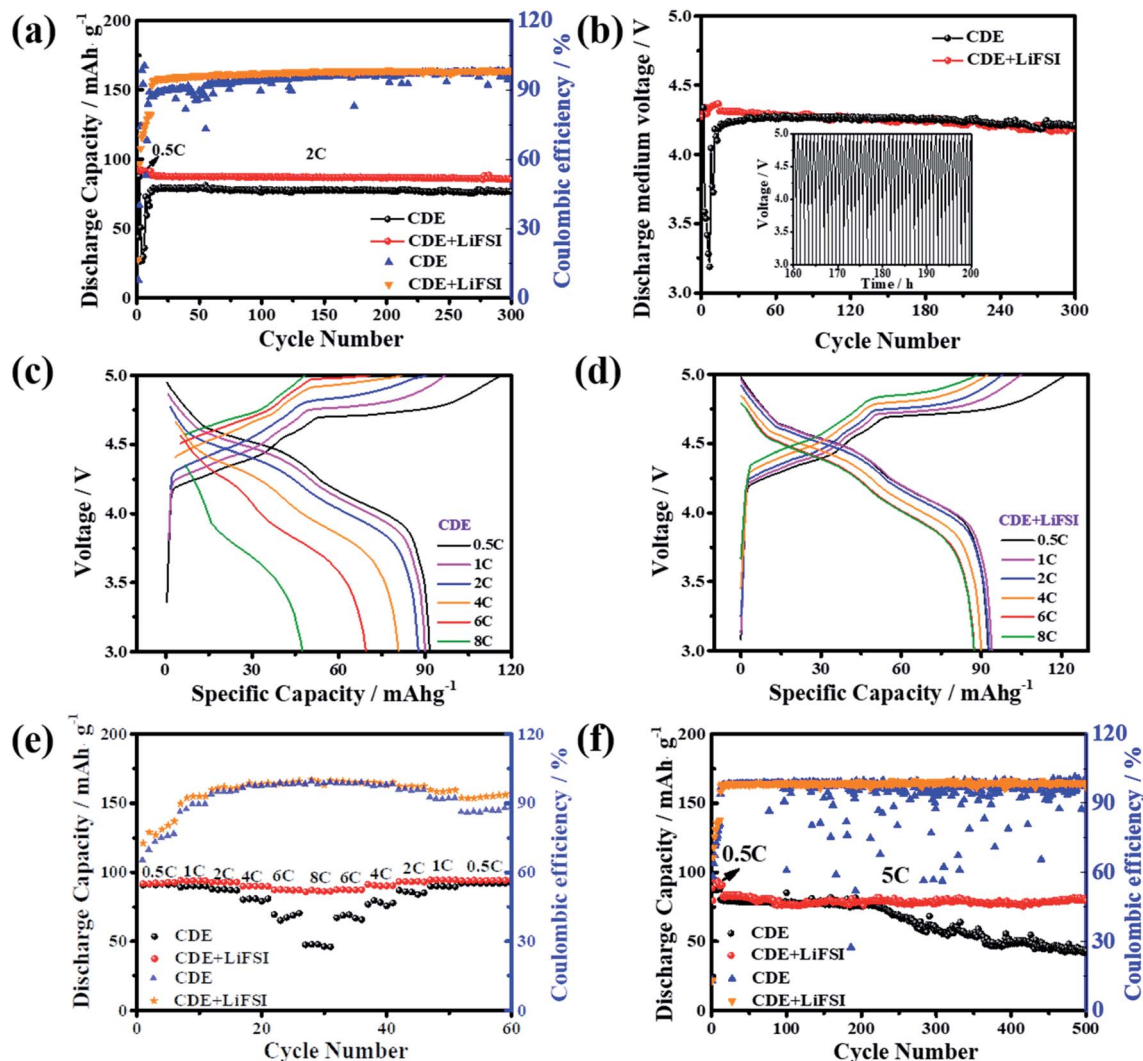 (a)
200
150
100
50
0
Discharge Capacity / mAh· g⁻¹
0.5C
2C
CDE
CDE+LiFSI
CDE
CDE+LiFSI
120
100
80
60
40
20
0
Coulombic efficiency / %
0 50 100 150 200 250 300
Cycle Number
(b)
5.0
4.5
4.0
3.5
3.0
Discharge medium voltage / V
CDE
CDE+LiFSI
5.0
4.5
4.0
3.5
3.0
Voltage / V
160 170 180 190 200
Time / h
0 60 120 180 240 300
Cycle Number
(c)
5.0
4.5
4.0
3.5
3.0
Voltage / V
CDE
0.5C
1C
2C
4C
6C
8C
0 30 60 90 120
Specific Capacity / mAhg⁻¹
(d)
5.0
4.5
4.0
3.5
3.0
Voltage / V
CDE+LiFSI
0.5C
1C
2C
4C
6C
8C
0 30 60 90 120
Specific Capacity / mAhg⁻¹
(e)
200
150
100
50
0
Discharge Capacity / mAh· g⁻¹
0.5C 1C 2C 4C 6C 8C 6C 4C 2C 1C 0.5C
CDE
CDE+LiFSI
CDE
CDE+LiFSI
120
90
60
30
0
Coulombic efficiency / %
0 20 40 60
Cycle Number
(f)
200
150
100
50
0
Discharge Capacity / mAh· g⁻¹
0.5C
5C
CDE
CDE+LiFSI
CDE
CDE+LiFSI
120
90
60
30
0
Coulombic efficiency / %
0 100 200 300 400 500
Cycle Number